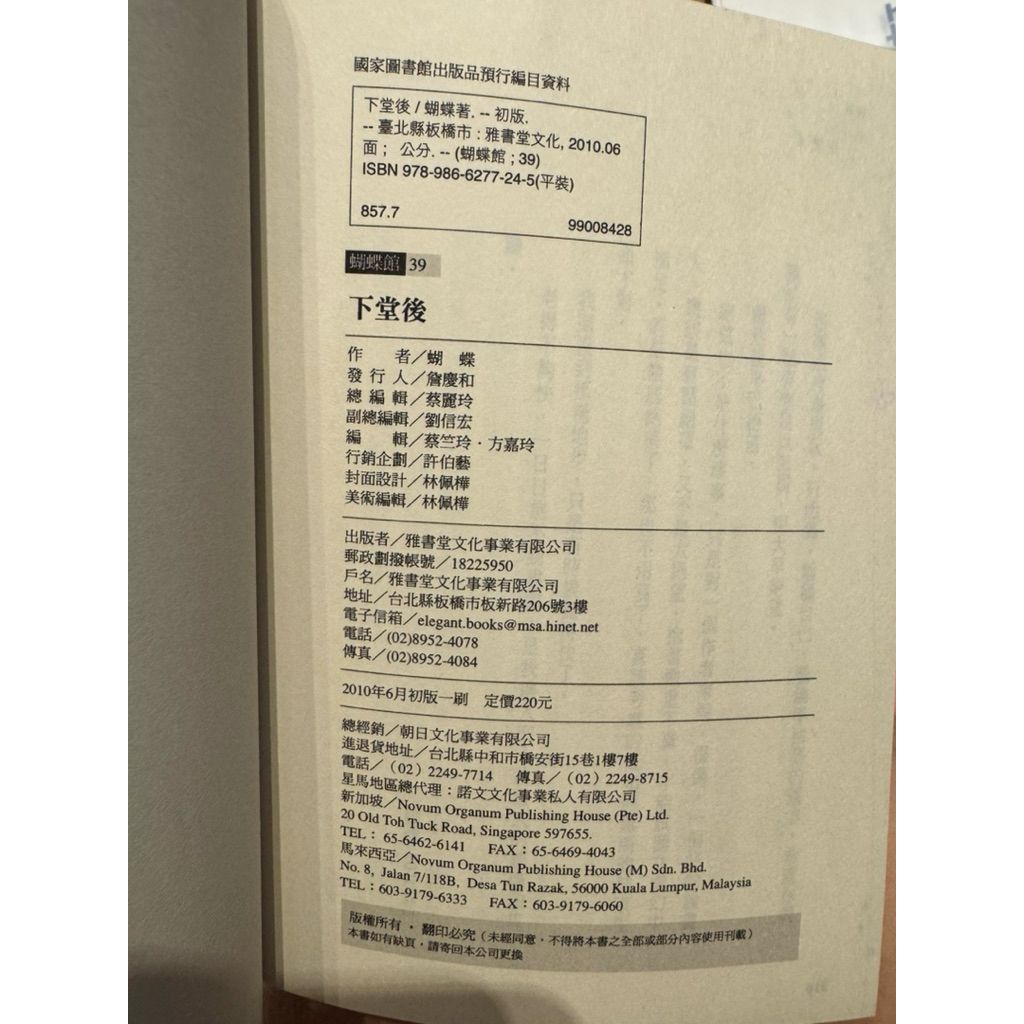 國家圖書館出版品預行編目資料
下堂後 / 蝴蝶著. -- 初版.
-- 臺北縣板橋市 : 雅書堂文化, 2010.06
面 ; 公分. -- (蝴蝶館 ; 39)
ISBN 978-986-6277-24-5(平裝)
857.7 99008428
蝴蝶館 39
下堂後
作 者／蝴 蝶
發 行 人／詹慶和
總 編 輯／蔡麗玲
副總編輯／劉信宏
編 輯／蔡竺玲・方嘉玲
行銷企劃／許伯藝
封面設計／林佩樺
美術編輯／林佩樺
出版者／雅書堂文化事業有限公司
郵政劃撥帳號／18225950
戶名／雅書堂文化事業有限公司
地址／台北縣板橋市板新路206號3樓
電子信箱／elegant.books@msa.hinet.net
電話／(02)8952-4078
傳真／(02)8952-4084
2010年6月初版一刷 定價220元
總經銷／朝日文化事業有限公司
進退貨地址／台北縣中和市橋安街15巷1樓7樓
電話／（02）2249-7714 傳真／（02）2249-8715
星馬地區總代理：諾文文化事業私人有限公司
新加坡／Novum Organum Publishing House (Pte) Ltd.
20 Old Toh Tuck Road, Singapore 597655.
TEL：65-6462-6141 FAX：65-6469-4043
馬來西亞／Novum Organum Publishing House (M) Sdn. Bhd.
No. 8, Jalan 7/118B, Desa Tun Razak, 56000 Kuala Lumpur, Malaysia
TEL：603-9179-6333 FAX：603-9179-6060
版權所有・翻印必究（未經同意，不得將本書之全部或部分內容使用刊載）
本書如有缺頁，請寄回本公司更換